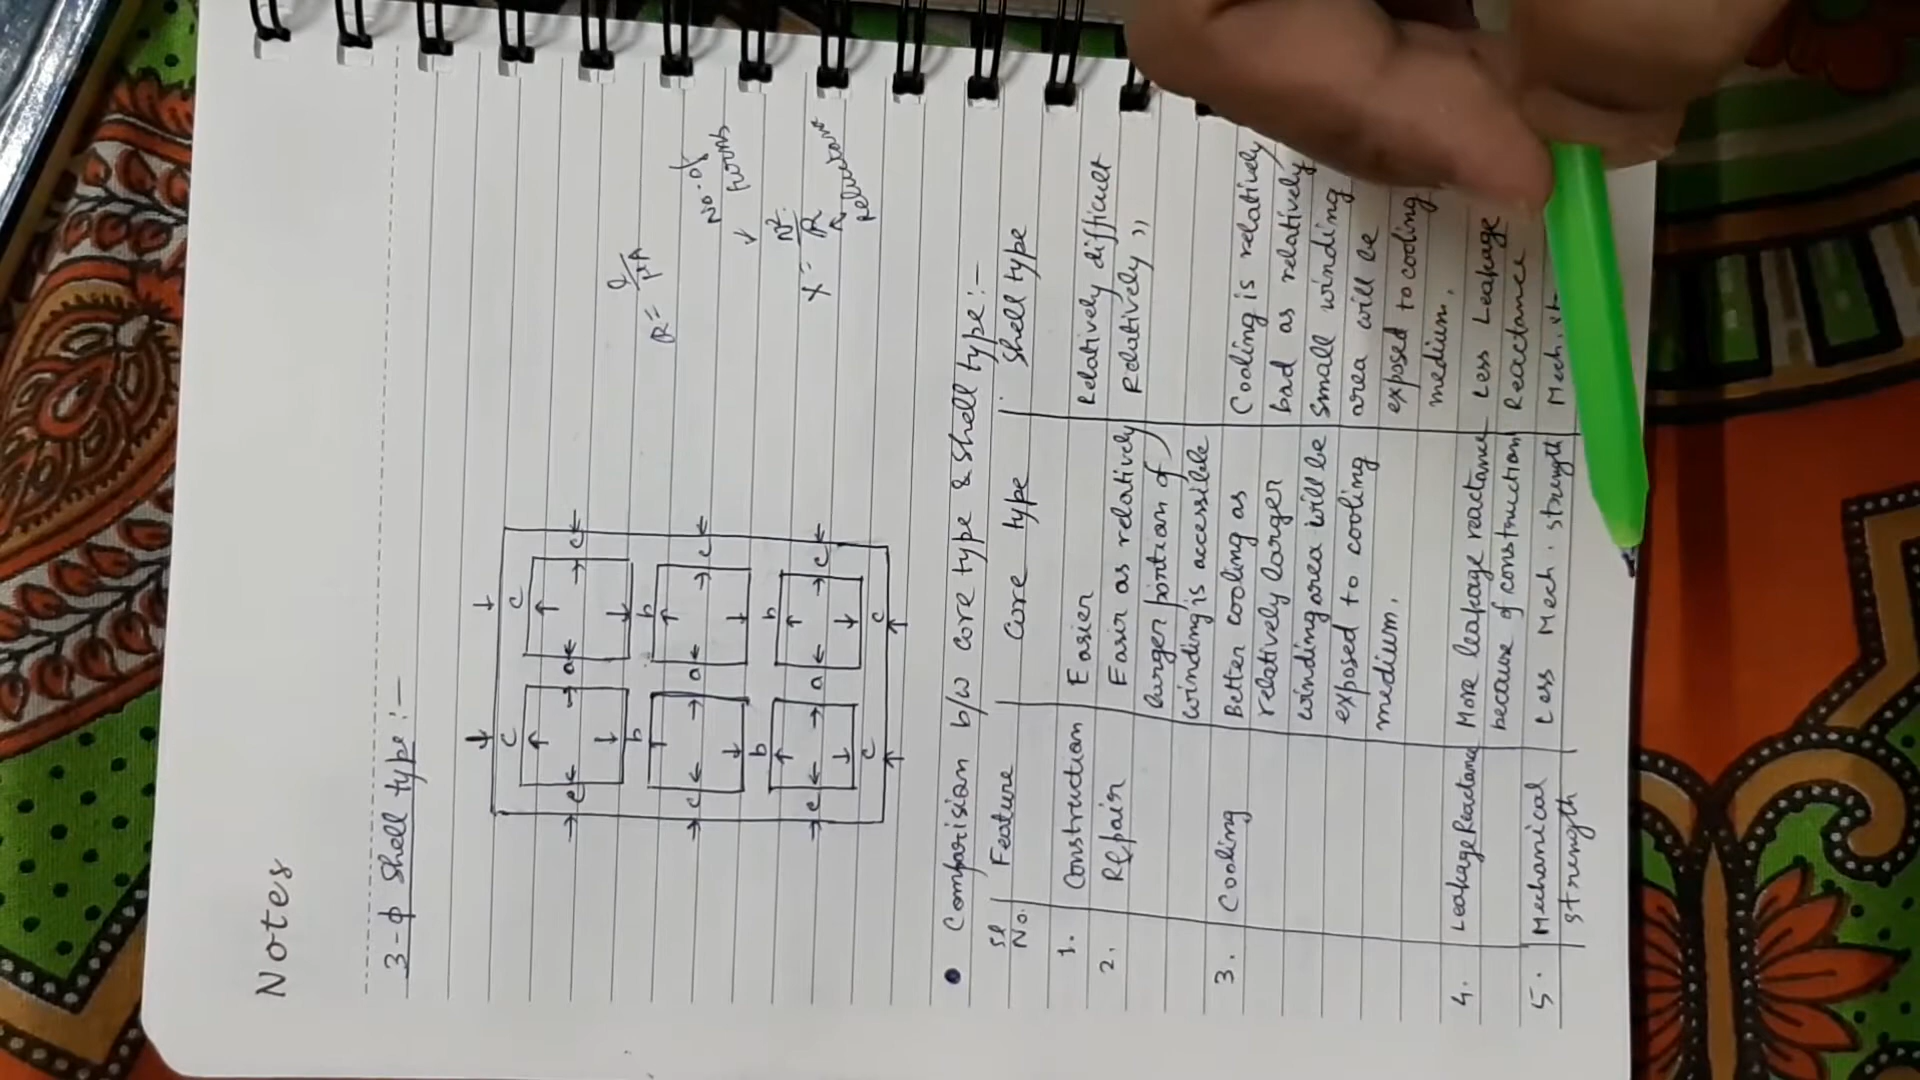 Notes
3-ϕ Shell type:-
c c
e a e
b b
c a c
b b
e a c
c c
R = l/μA
No. of
turns
X = N²/R
Reluctance
• Comparision b/w core type & shell type:-
Sl No. Feature Core type Shell type
1. Construction Easier Relatively difficult
2. Repair Easir as relatively Relatively "
larger portion of
winding is accessible
3. Cooling Better cooling as Cooling is relatively
relatively larger bad as relatively
winding area will be Small winding
exposed to cooling area will be
medium. exposed to cooling
medium.
4. Leakage Reactance More leakage reactance Less Leakage
because of construction Reactance
5. Mechanical Less Mech. strength Mech.
strength